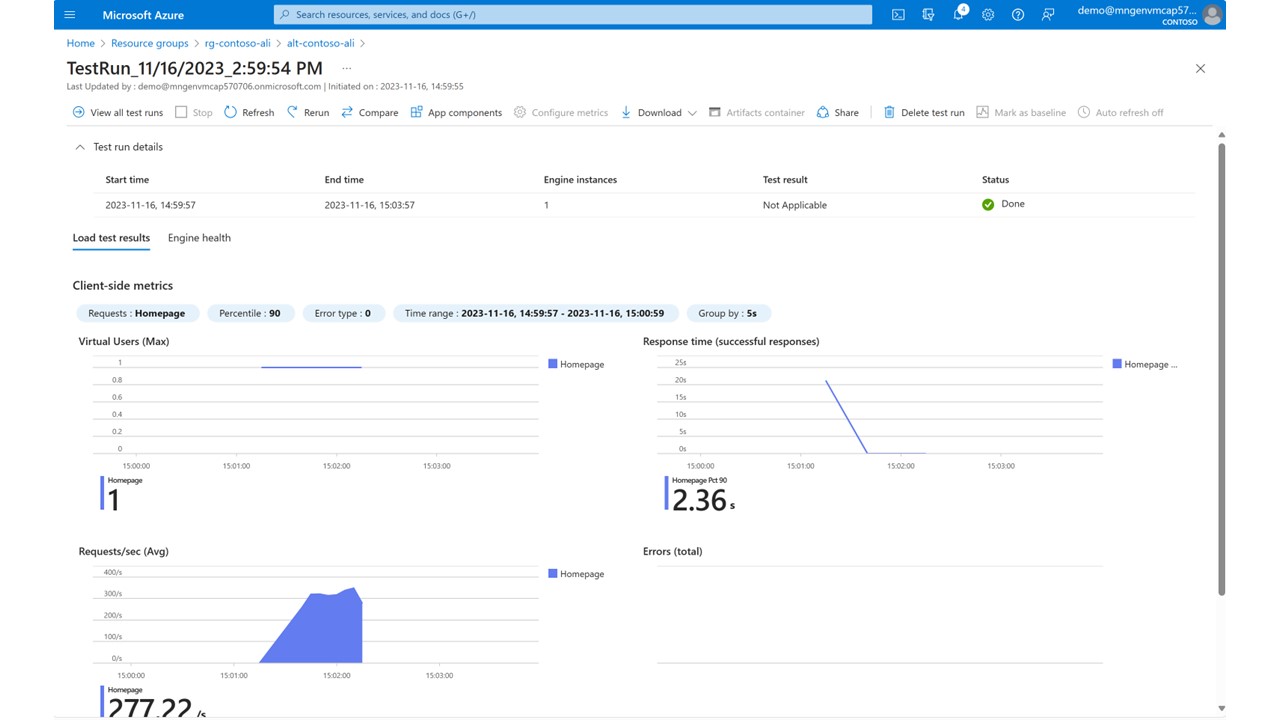 Microsoft Azure
Search resources, services, and docs (G+/)
4
demo@mngenvmcap57...
CONTOSO
Home > Resource groups > rg-contoso-ali > alt-contoso-ali >
TestRun_11/16/2023_2:59:54 PM ...
Last Updated by : demo@mngenvmcap570706.onmicrosoft.com | Initiated on : 2023-11-16, 14:59:55
View all test runs Stop Refresh Rerun Compare App components Configure metrics Download Artifacts container Share Delete test run Mark as baseline Auto refresh off
Test run details
Start time End time Engine instances Test result Status
2023-11-16, 14:59:57 2023-11-16, 15:03:57 1 Not Applicable Done
Load test results Engine health
Client-side metrics
Requests : Homepage Percentile : 90 Error type : 0 Time range : 2023-11-16, 14:59:57 - 2023-11-16, 15:00:59 Group by : 5s
Virtual Users (Max)
1
0.8
0.6
0.4
0.2
0
15:00:00 15:01:00 15:02:00 15:03:00
Homepage
Homepage
1
Response time (successful responses)
25s
20s
15s
10s
5s
0s
15:00:00 15:01:00 15:02:00 15:03:00
Homepage ...
Homepage Pct 90
2.36 s
Requests/sec (Avg)
400/s
300/s
200/s
100/s
0/s
15:00:00 15:01:00 15:02:00 15:03:00
Homepage
Homepage
277.22 /s
Errors (total)